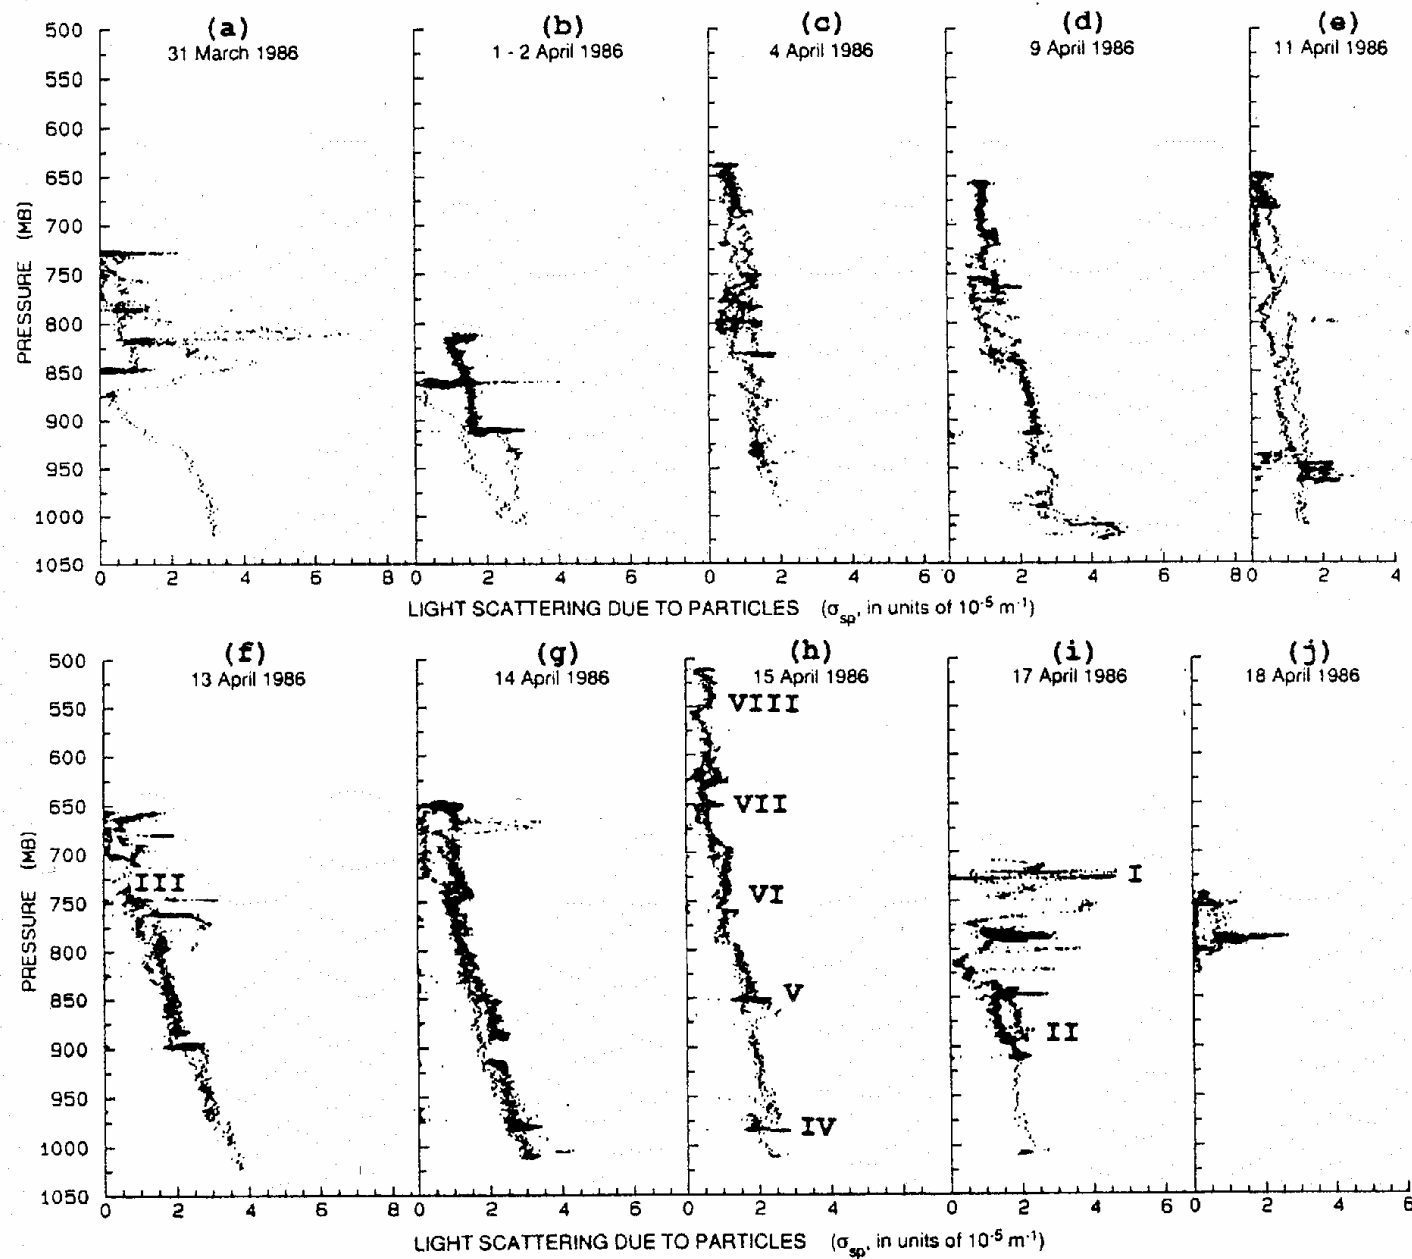 (a) (b) (c) (d) (e)
31 March 1986 1 - 2 April 1986 4 April 1986 9 April 1986 11 April 1986
500
550
600
650
700
750
800
850
900
950
1000
1050
PRESSURE (MB)
0 2 4 6 8 0 2 4 6 0 2 4 6 0 2 4 6 8 0 2 4
LIGHT SCATTERING DUE TO PARTICLES (σsp, in units of 10-5 m-1)
(f) (g) (h) (i) (j)
13 April 1986 14 April 1986 15 April 1986 17 April 1986 18 April 1986
500
550
600
650
700
750
800
850
900
950
1000
1050
PRESSURE (MB)
III
VIII
VII
VI
V
IV
I
II
0 2 4 6 8 0 2 4 6 0 2 4 6 0 2 4 6 0 2 4 6
LIGHT SCATTERING DUE TO PARTICLES (σsp, in units of 10-5 m-1)